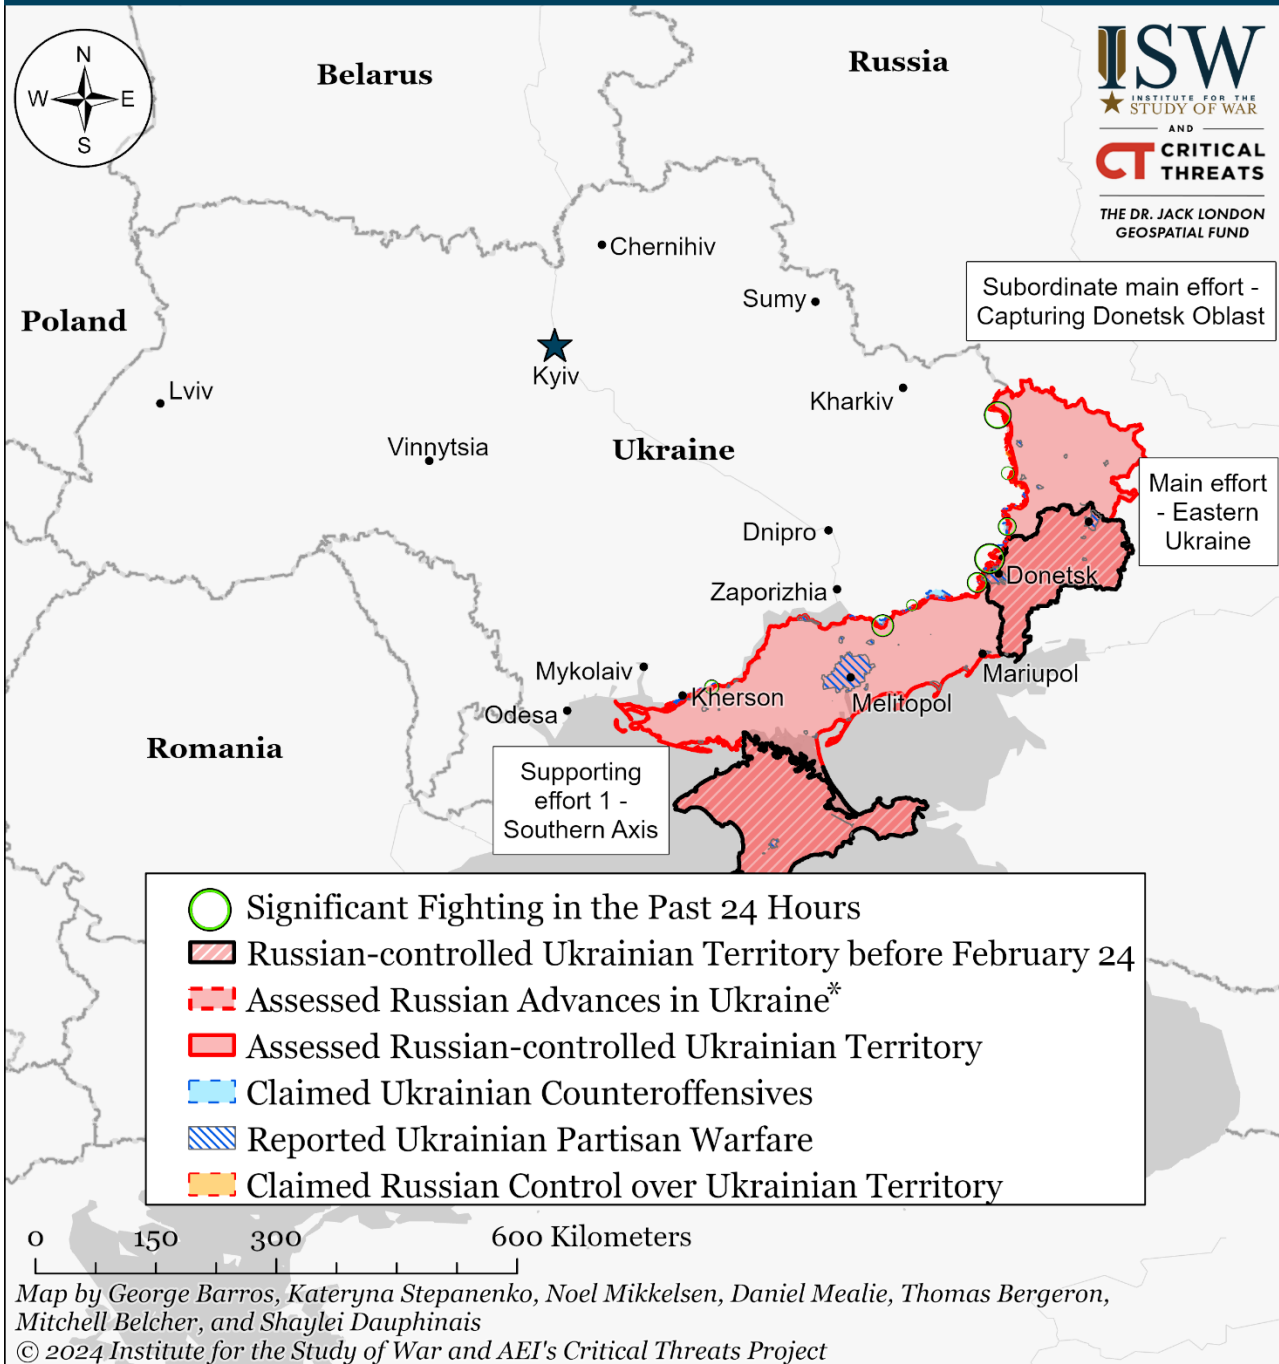 N
W
E
S
Belarus
Russia
ISW
INSTITUTE FOR THE
STUDY OF WAR
AND
CT CRITICAL
THREATS
THE DR. JACK LONDON
GEOSPATIAL FUND
Chernihiv
Sumy
Subordinate main effort -
Capturing Donetsk Oblast
Poland
Kyiv
Lviv
Kharkiv
Vinnytsia
Ukraine
Main effort
- Eastern
Ukraine
Dnipro
Donetsk
Zaporizhia
Mykolaiv
Mariupol
Kherson
Melitopol
Odesa
Romania
Supporting
effort 1 -
Southern Axis
Significant Fighting in the Past 24 Hours
Russian-controlled Ukrainian Territory before February 24
Assessed Russian Advances in Ukraine*
Assessed Russian-controlled Ukrainian Territory
Claimed Ukrainian Counteroffensives
Reported Ukrainian Partisan Warfare
Claimed Russian Control over Ukrainian Territory
0 150 300 600 Kilometers
Map by George Barros, Kateryna Stepanenko, Noel Mikkelsen, Daniel Mealie, Thomas Bergeron,
Mitchell Belcher, and Shaylei Dauphinais
© 2024 Institute for the Study of War and AEI's Critical Threats Project